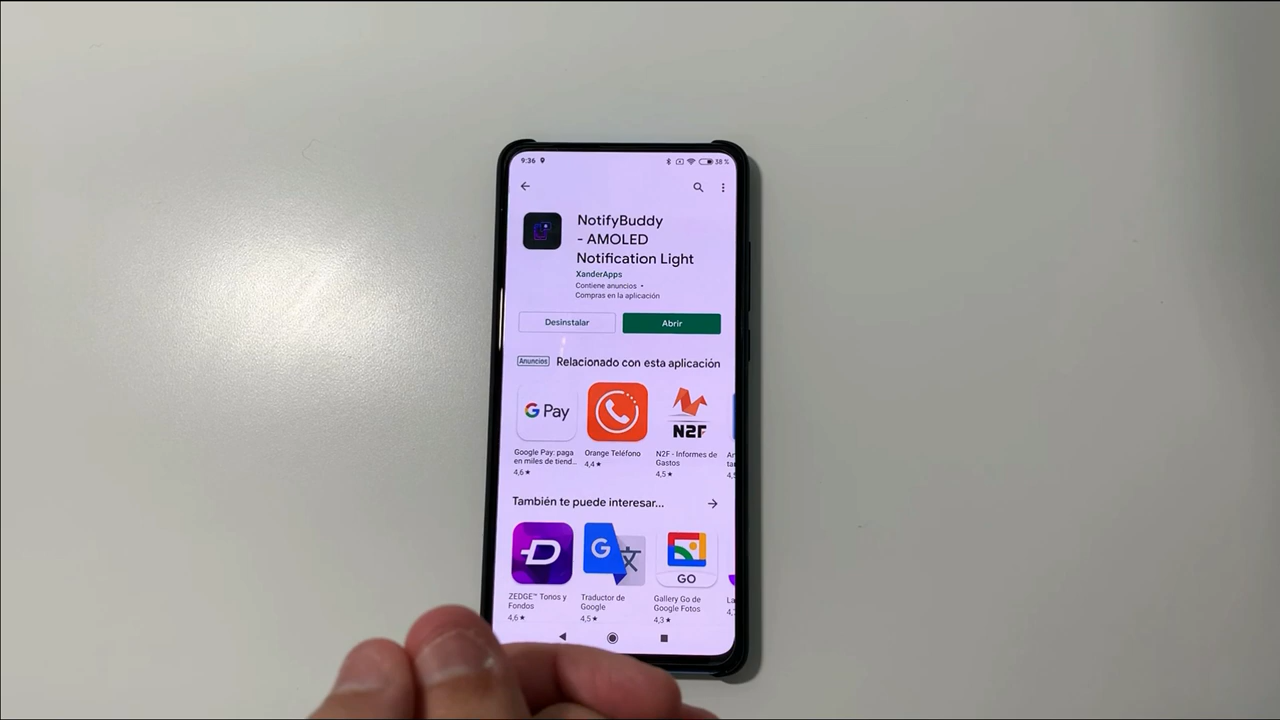 9:36
38 %
NotifyBuddy
- AMOLED
Notification Light
XanderApps
Contiene anuncios
Compras en la aplicación
Desinstalar
Abrir
Anuncios Relacionado con esta aplicación
G Pay
N2F
Google Pay: paga
en miles de tiend...
4,6★
Orange Teléfono
4,4★
N2F - Informes de
Gastos
4,5★
También te puede interesar...
G
文
GO
ZEDGE™ Tonos y
Fondos
4,6★
Traductor de
Google
4,5★
Gallery Go de
Google Fotos
4,3★